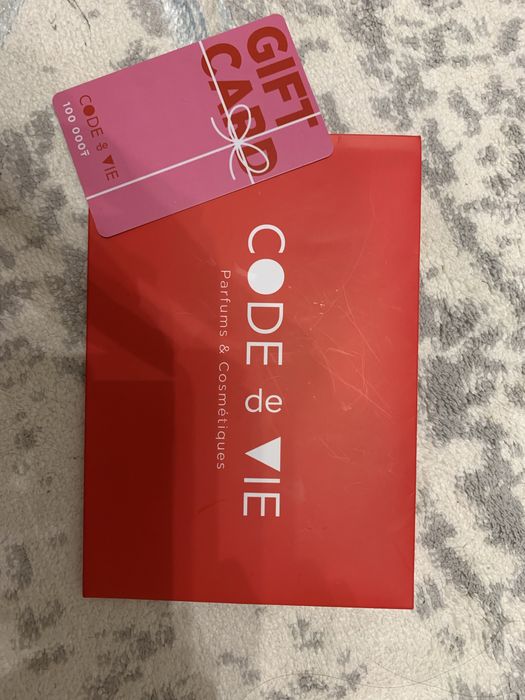 GIFT
CARD
CODE de VIE
100 000₸
CODE de VIE
Parfums & Cosmétiques